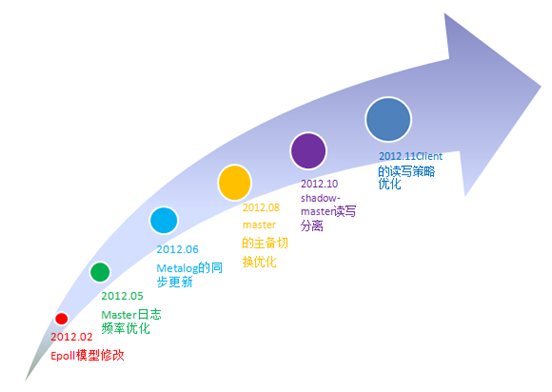 2012.02
Epoll模型修改
2012.05
Master日志
频率优化
2012.06
Metalog的同
步更新
2012.08
master
的主备切
换优化
2012.10
shadow-
master读写
分离
2012.11Client
的读写策略
优化